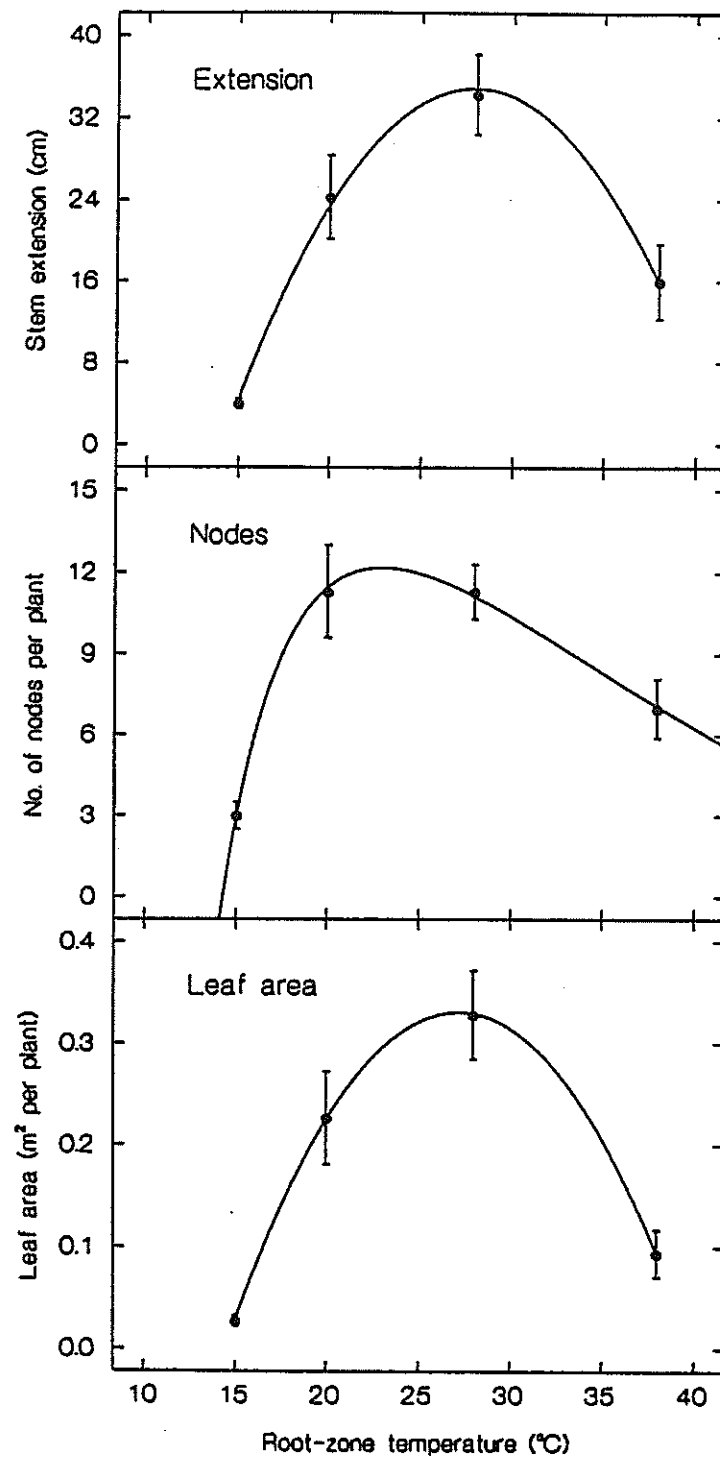 40
32
24
16
8
0
Stem extension (cm)
Extension
15
12
9
6
3
0
No. of nodes per plant
Nodes
0.4
0.3
0.2
0.1
0.0
Leaf area (m² per plant)
Leaf area
10 15 20 25 30 35 40
Root-zone temperature (°C)